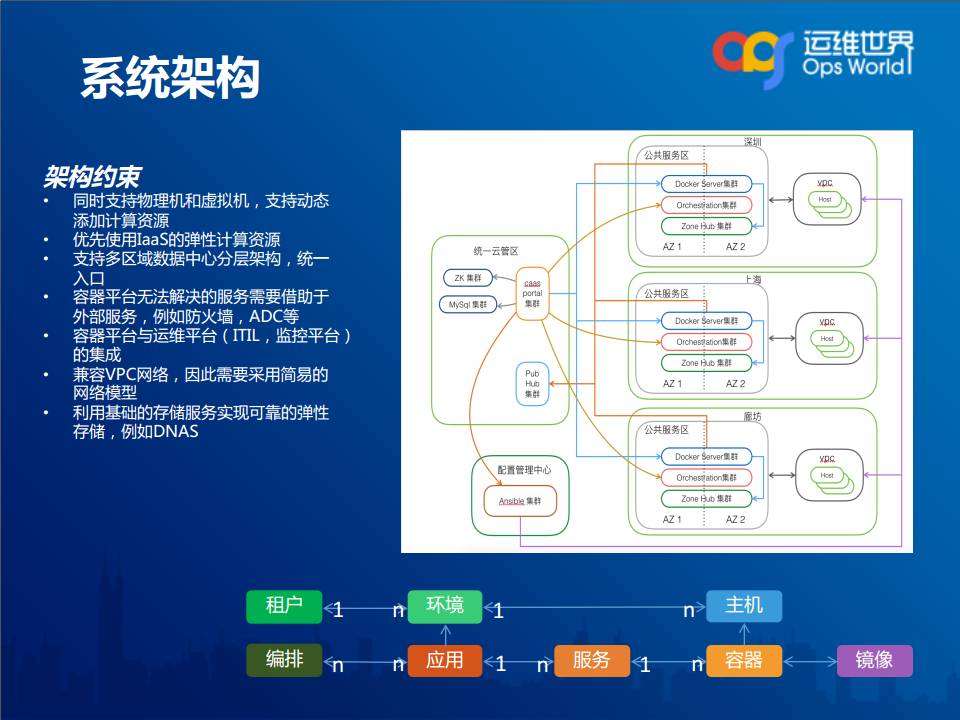 系统架构
运维世界
Ops World
架构约束
• 同时支持物理机和虚拟机，支持动态
添加计算资源
• 优先使用IaaS的弹性计算资源
• 支持多区域数据中心分层架构，统一
入口
• 容器平台无法解决的服务需要借助于
外部服务，例如防火墙，ADC等
• 容器平台与运维平台（ITIL，监控平台）
的集成
• 兼容VPC网络，因此需要采用简易的
网络模型
• 利用基础的存储服务实现可靠的弹性
存储，例如DNAS
统一云管区
ZK 集群
MySql 集群
caas
portal
集群
Pub
Hub
集群
配置管理中心
Ansible 集群
深圳
公共服务区
Docker Server集群
Orchestration集群
Zone Hub 集群
AZ 1 AZ 2
vpc
Host
上海
公共服务区
Docker Server集群
Orchestration集群
Zone Hub 集群
AZ 1 AZ 2
vpc
Host
廊坊
公共服务区
Docker Server集群
Orchestration集群
Zone Hub 集群
AZ 1 AZ 2
vpc
Host
租户 1 n 环境 1 n 主机
编排 n n 应用 1 n 服务 1 n 容器 镜像